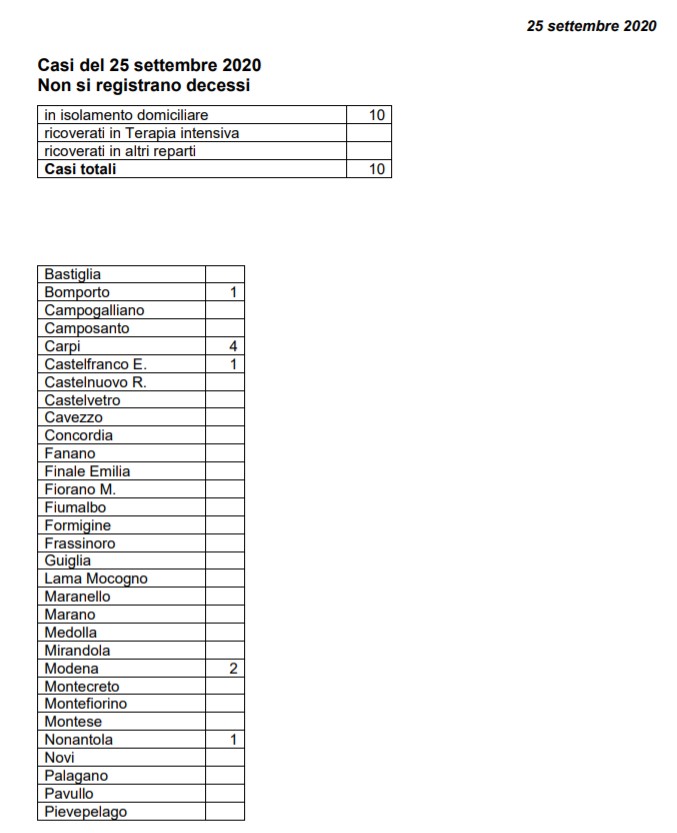 25 settembre 2020
Casi del 25 settembre 2020
Non si registrano decessi
in isolamento domiciliare 10
ricoverati in Terapia intensiva
ricoverati in altri reparti
Casi totali 10
Bastiglia
Bomporto 1
Campogalliano
Camposanto
Carpi 4
Castelfranco E. 1
Castelnuovo R.
Castelvetro
Cavezzo
Concordia
Fanano
Finale Emilia
Fiorano M.
Fiumalbo
Formigine
Frassinoro
Guiglia
Lama Mocogno
Maranello
Marano
Medolla
Mirandola
Modena 2
Montecreto
Montefiorino
Montese
Nonantola 1
Novi
Palagano
Pavullo
Pievepelago